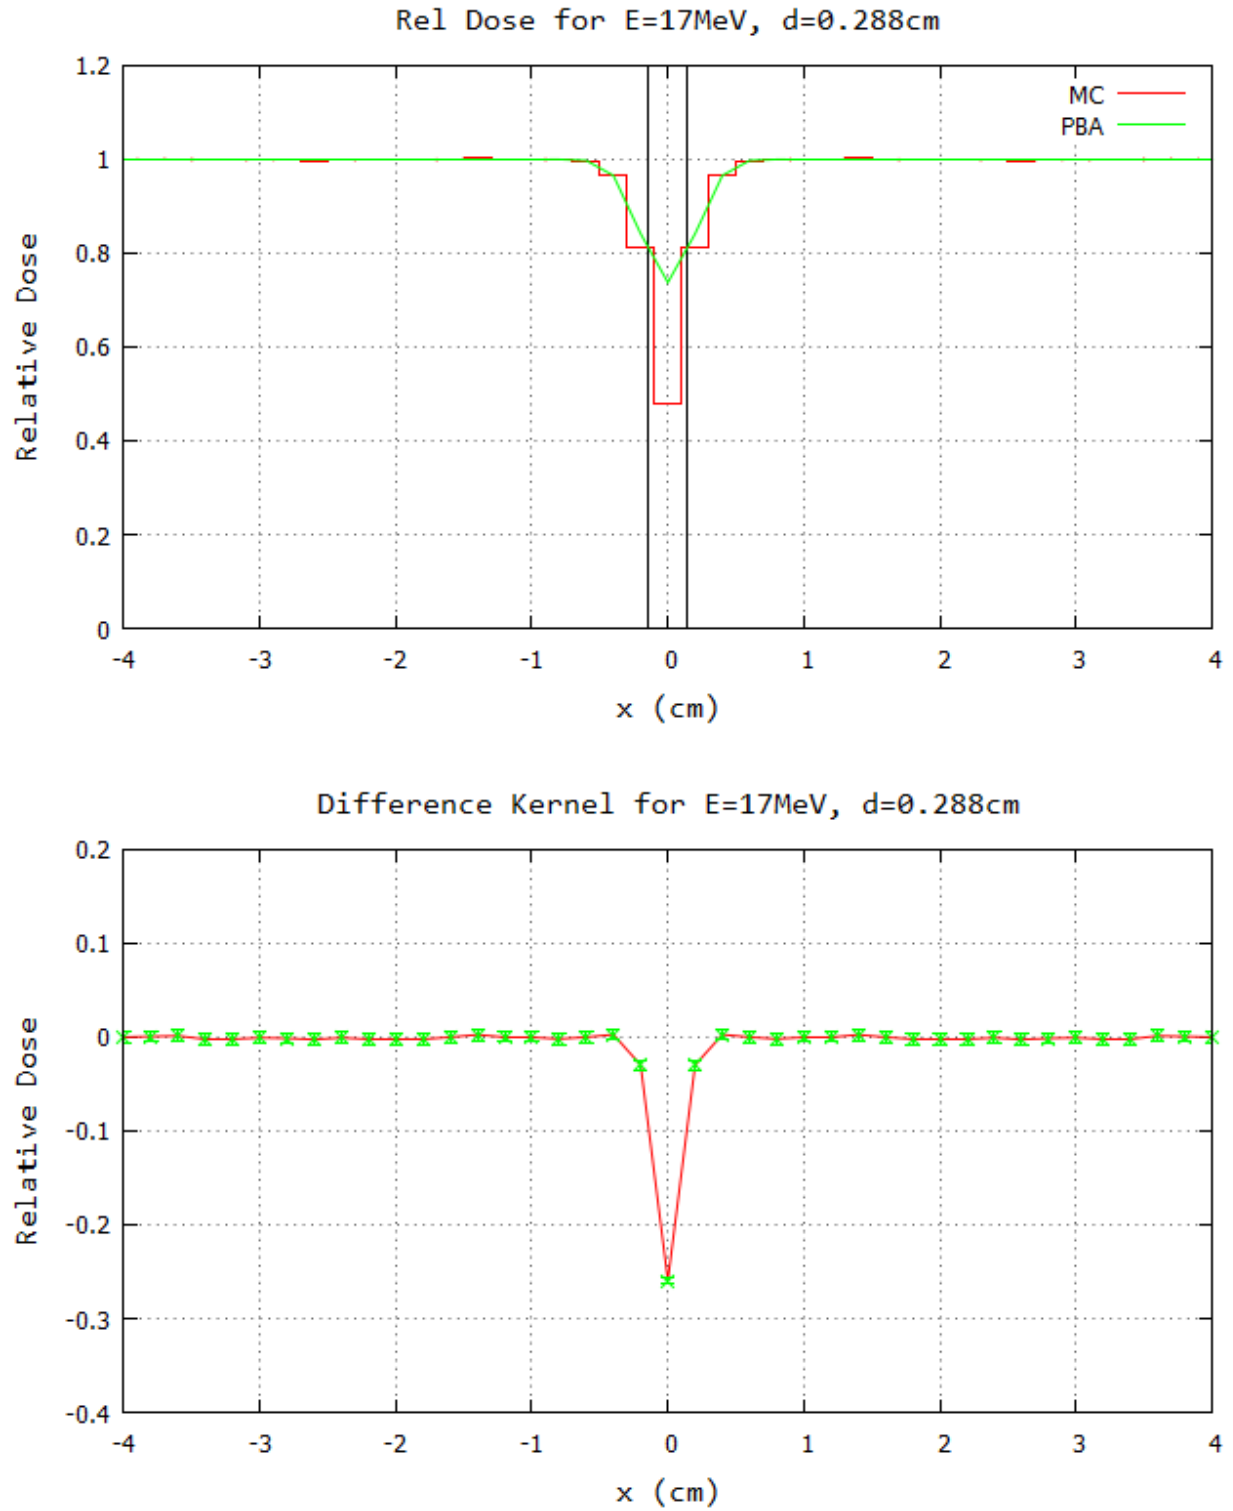 Rel Dose for E=17MeV, d=0.288cm
1.2
1
0.8
0.6
0.4
0.2
0
Relative Dose
MC
PBA
-4 -3 -2 -1 0 1 2 3 4
x (cm)
Difference Kernel for E=17MeV, d=0.288cm
0.2
0.1
0
-0.1
-0.2
-0.3
-0.4
Relative Dose
-4 -3 -2 -1 0 1 2 3 4
x (cm)